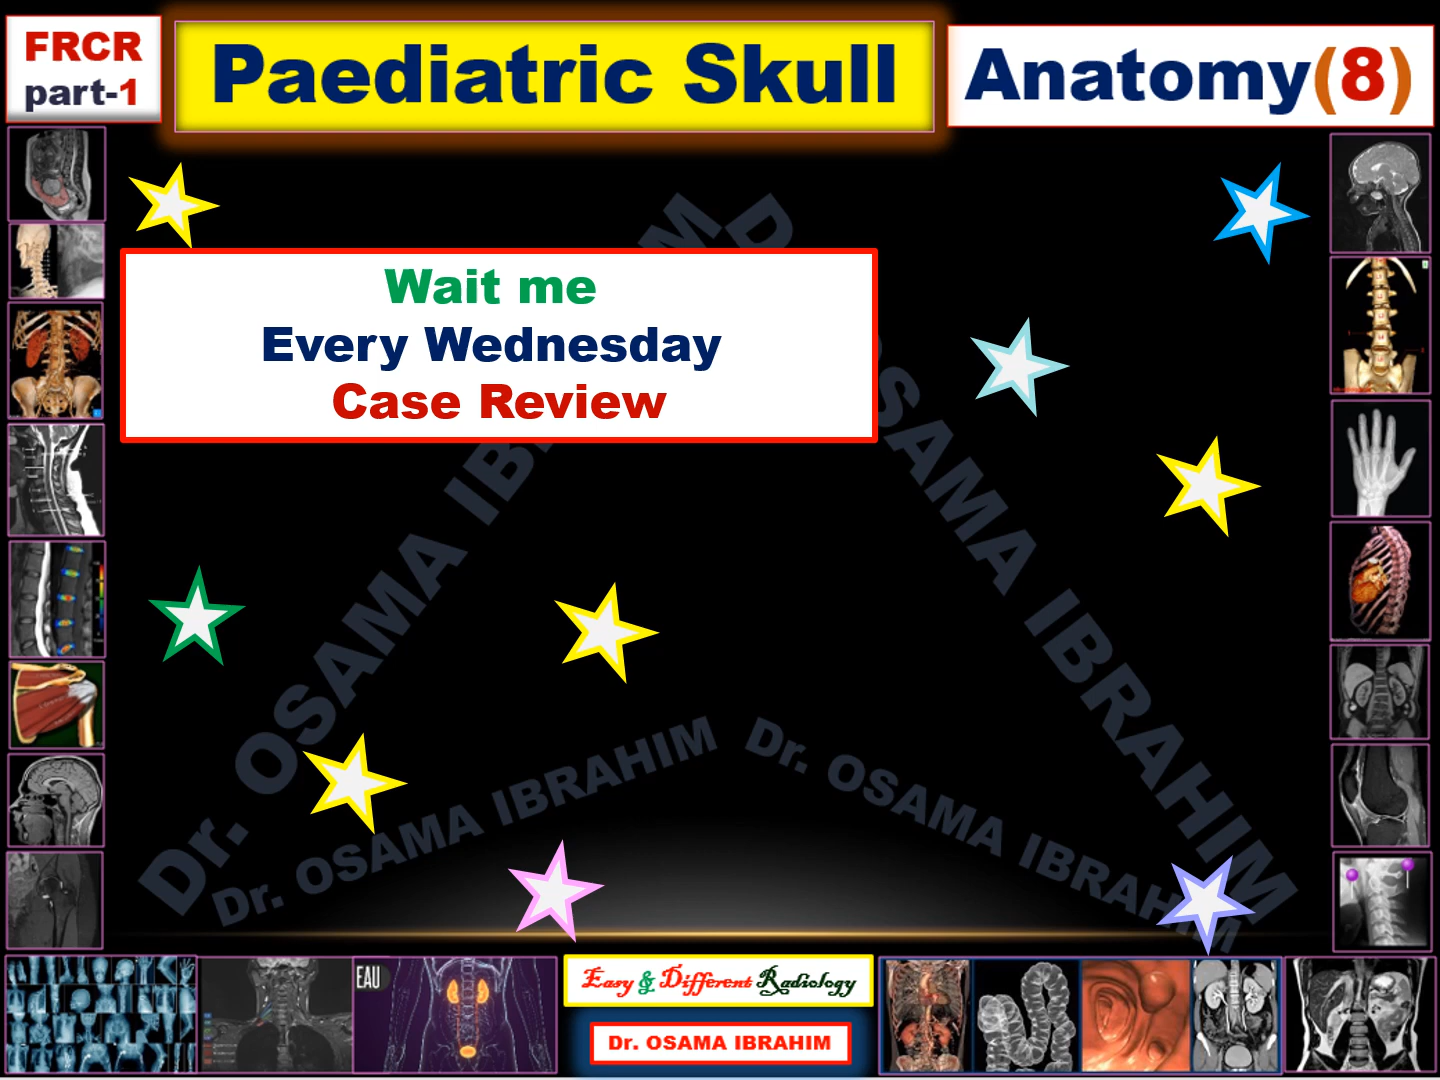 FRCR
part-1
Paediatric Skull
Anatomy(8)
Wait me
Every Wednesday
Case Review
Dr. OSAMA IBRAHIM
Dr. OSAMA IBRAHIM
Dr. OSAMA IBRAHIM
Dr. OSAMA IBRAHIM
EAU
Easy & Different Radiology
Dr. OSAMA IBRAHIM